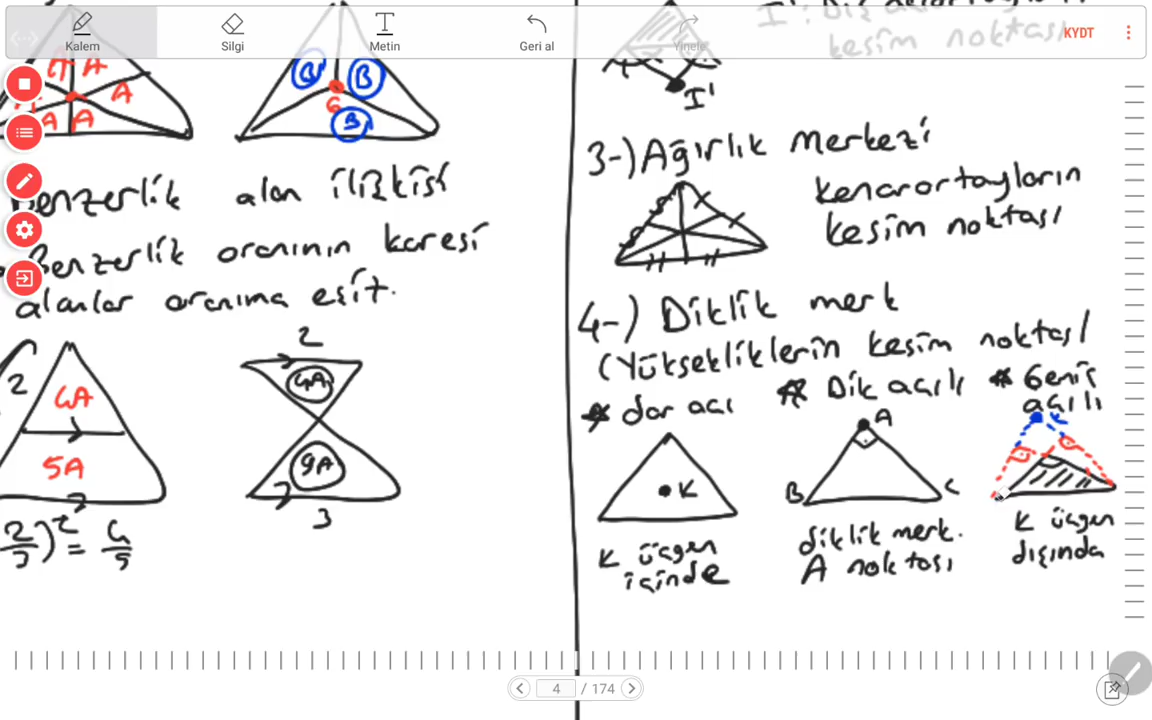 Kalem
Silgi
Metin
Geri al
Yinele
KYDT
kesim noktası
A A
A
A A
B
B
G
B
Benzerlik alan ilişkisi
Benzerlik oranının karesi
alanlar oranına eşit.
2
4A
5A
2
4A
9A
3
I'
3-) Ağırlık Merkezi
kenarortayların
kesim noktası
4-) Diklik merk
(Yüksekliklerin kesim noktası
dar açı
Dik açılı
Geniş
açılı
K
K üçgen
içinde
A
B
C
diklik merk.
A noktası
K
K üçgen
dışında
4 / 174